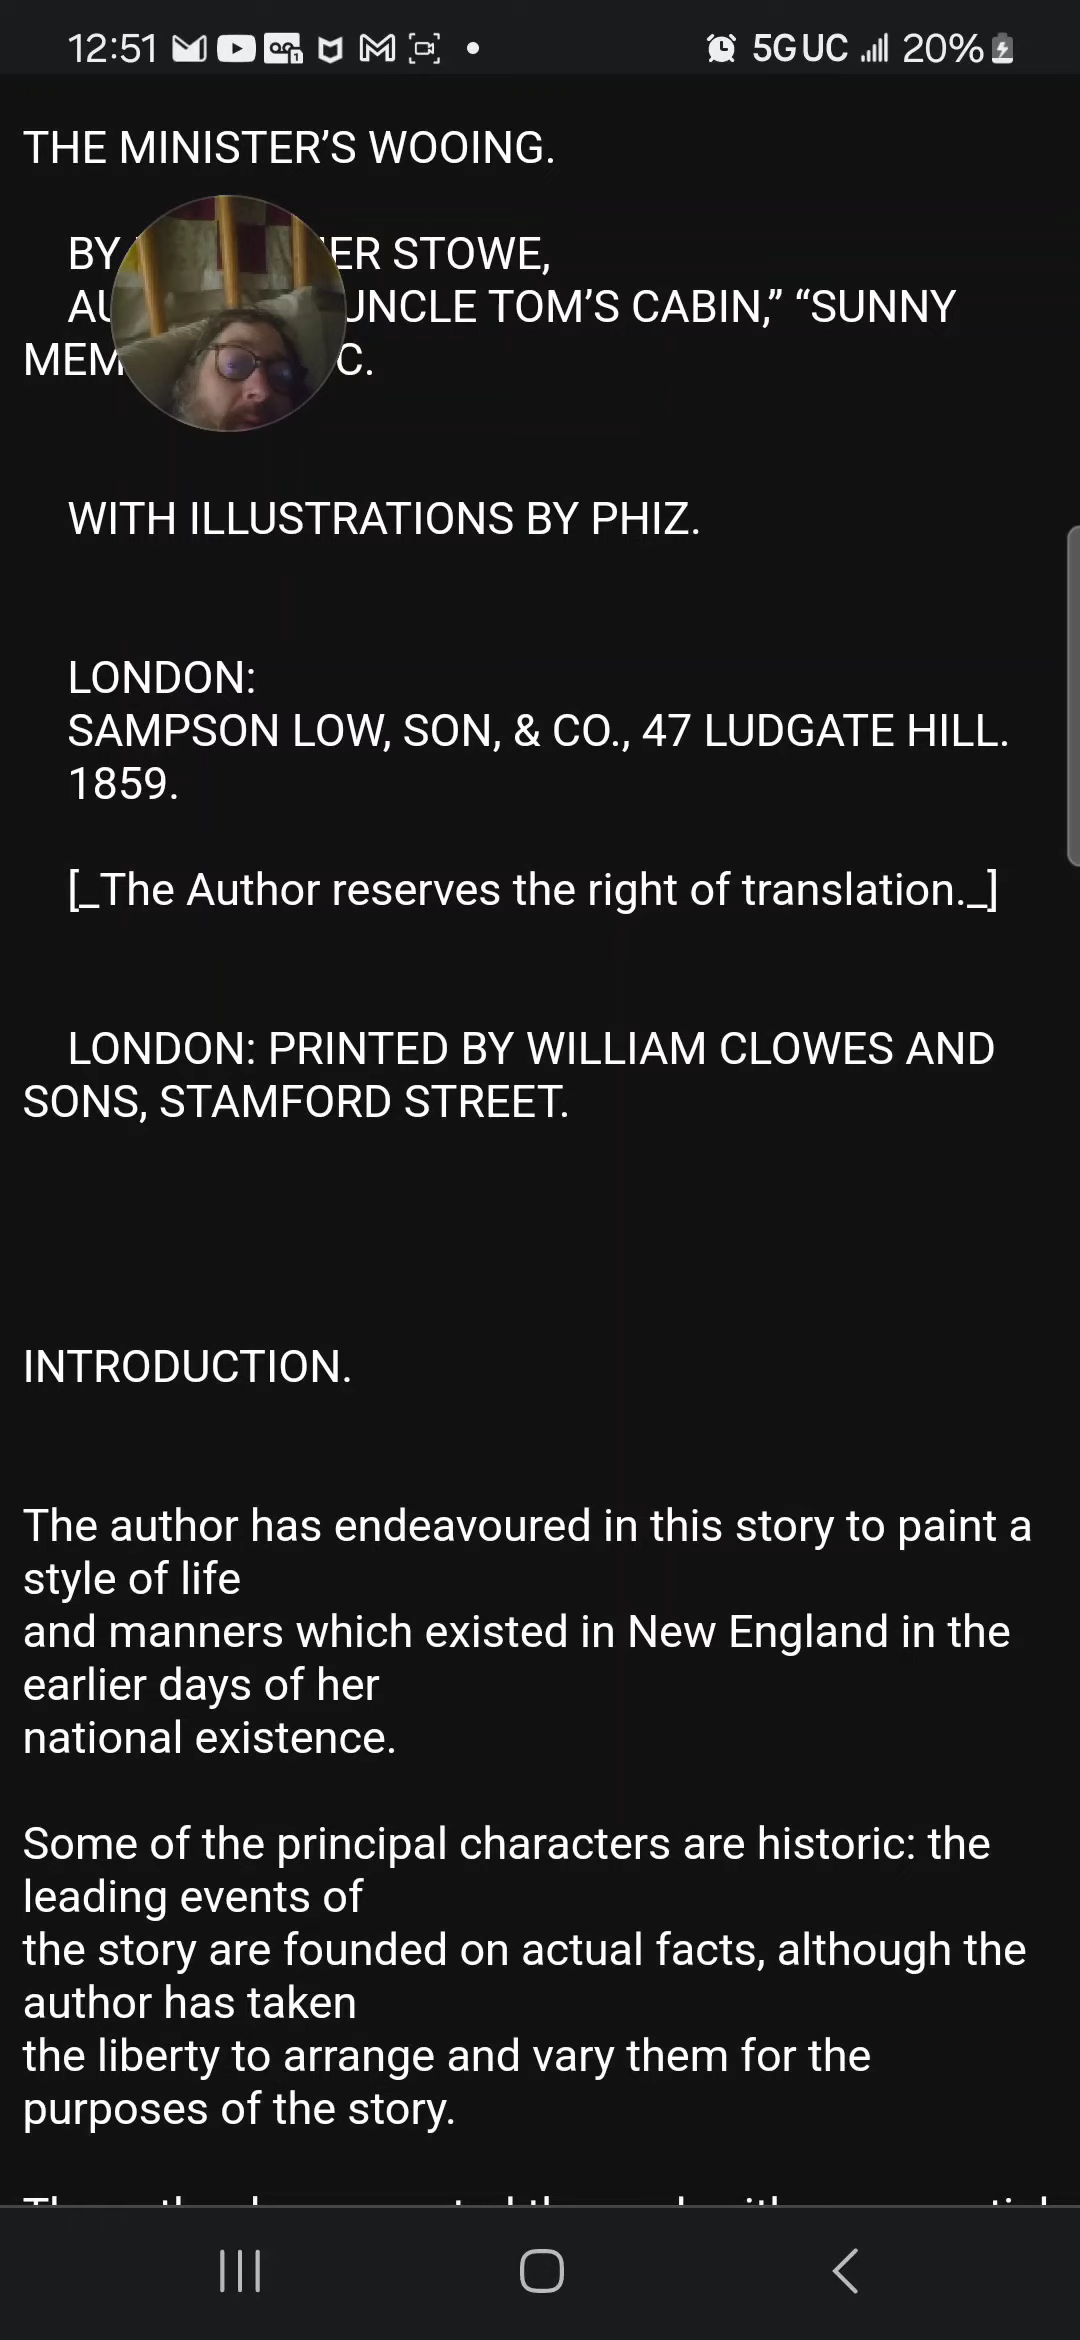 12:51 5G UC 20%
THE MINISTER’S WOOING.
BY ER STOWE,
AU UNCLE TOM’S CABIN,” “SUNNY
MEM C.
WITH ILLUSTRATIONS BY PHIZ.
LONDON:
SAMPSON LOW, SON, & CO., 47 LUDGATE HILL.
1859.
[_The Author reserves the right of translation._]
LONDON: PRINTED BY WILLIAM CLOWES AND
SONS, STAMFORD STREET.
INTRODUCTION.
The author has endeavoured in this story to paint a
style of life
and manners which existed in New England in the
earlier days of her
national existence.
Some of the principal characters are historic: the
leading events of
the story are founded on actual facts, although the
author has taken
the liberty to arrange and vary them for the
purposes of the story.